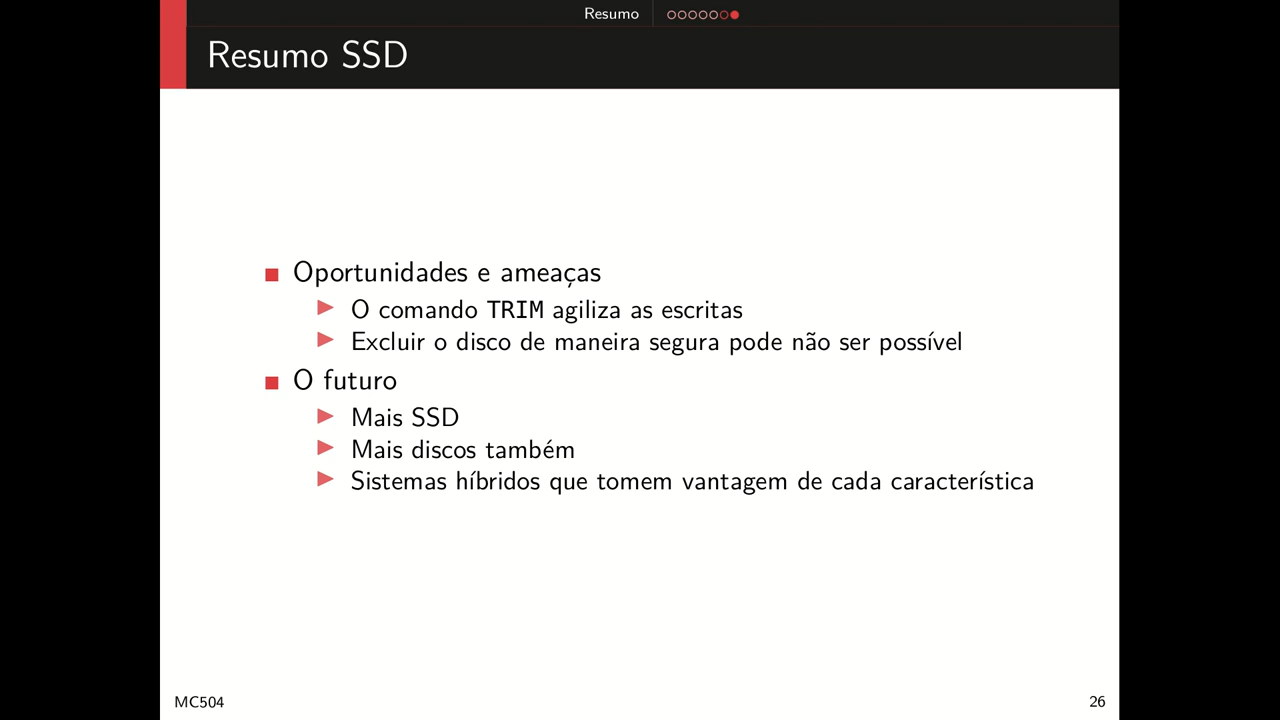 Resumo
Resumo SSD
Oportunidades e ameaças
O comando TRIM agiliza as escritas
Excluir o disco de maneira segura pode não ser possível
O futuro
Mais SSD
Mais discos também
Sistemas híbridos que tomem vantagem de cada característica
MC504
26